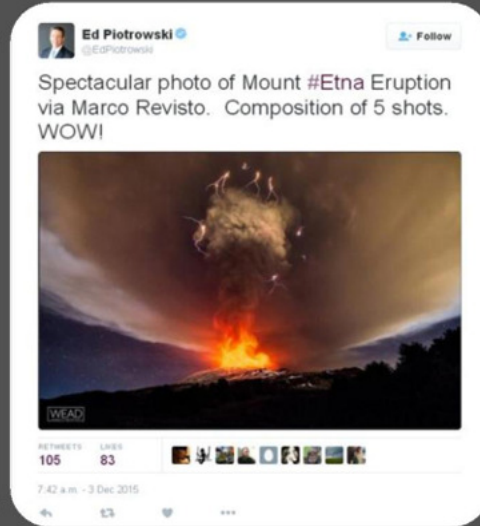 Ed Piotrowski
@EdPiotrowski
Follow
Spectacular photo of Mount #Etna Eruption
via Marco Revisto. Composition of 5 shots.
WOW!
WEAD
RETWEETS LIKES
105 83
7:42 a.m. - 3 Dec 2015